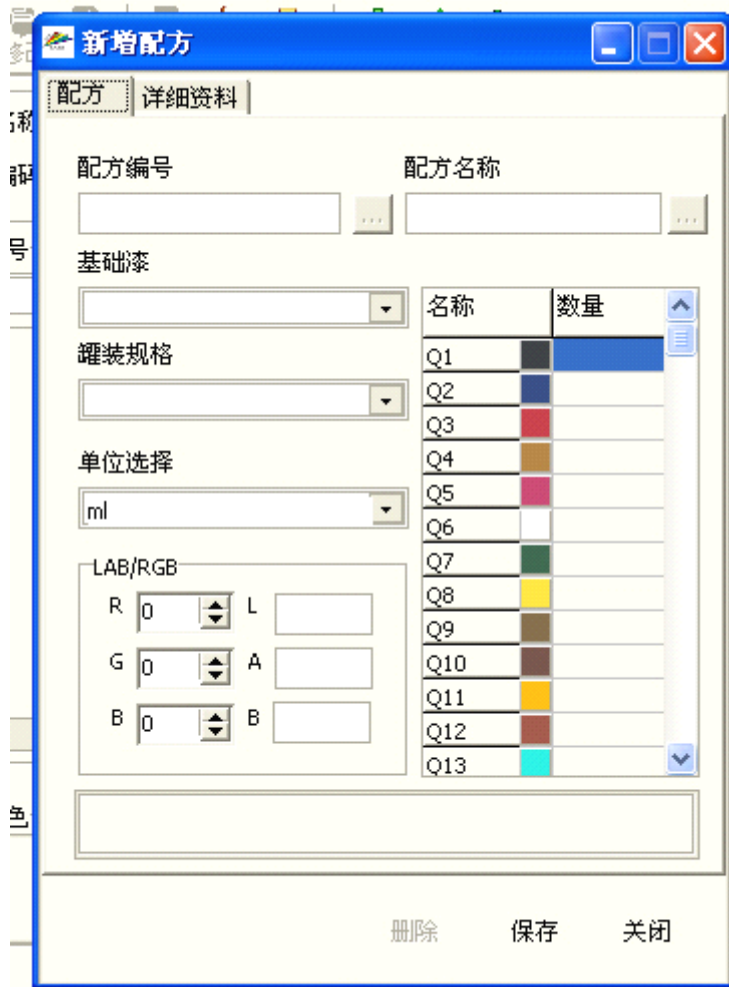 新增配方
配方 详细资料
配方编号 配方名称
... ...
基础漆
名称 数量
罐装规格
Q1
Q2
Q3
单位选择
Q4
Q5
ml
Q6
LAB/RGB
Q7
R 0 L
Q8
Q9
G 0 A
Q10
Q11
B 0 B
Q12
Q13
删除 保存 关闭
号
色